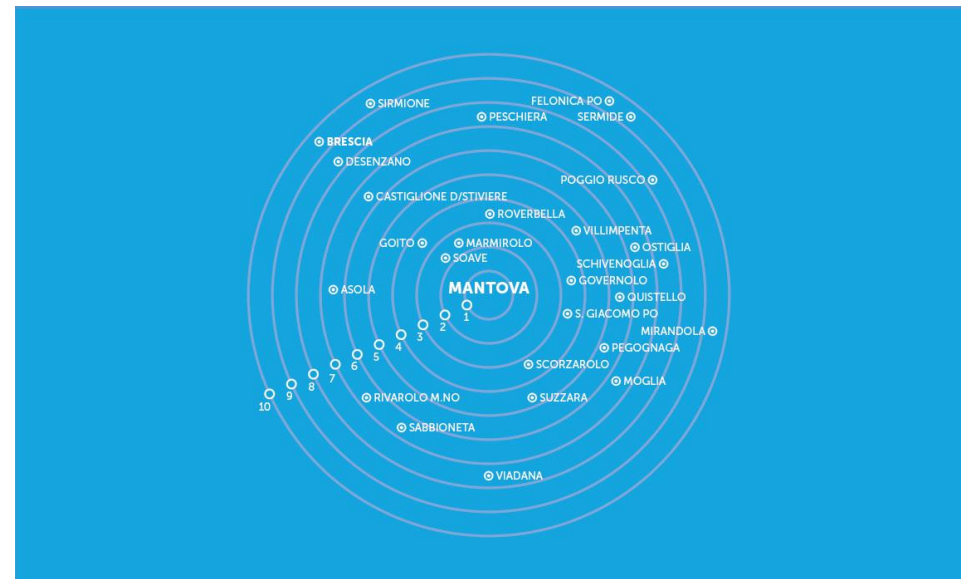 FELONICA PO
SIRMIONE
PESCHIERA
SERMIDE
BRESCIA
DESENZANO
POGGIO RUSCO
CASTIGLIONE D/STIVIERE
ROVERBELLA
VILLIMPENTA
GOITO
MARMIROLO
OSTIGLIA
SOAVE
SCHIVENOGLIA
GOVERNOLO
MANTOVA
ASOLA
QUISTELLO
S. GIACOMO PO
1
2
MIRANDOLA
3
4
PEGOGNAGA
5
6
SCORZAROLO
7
MOGLIA
8
9
RIVAROLO M.NO
SUZZARA
10
SABBIONETA
VIADANA